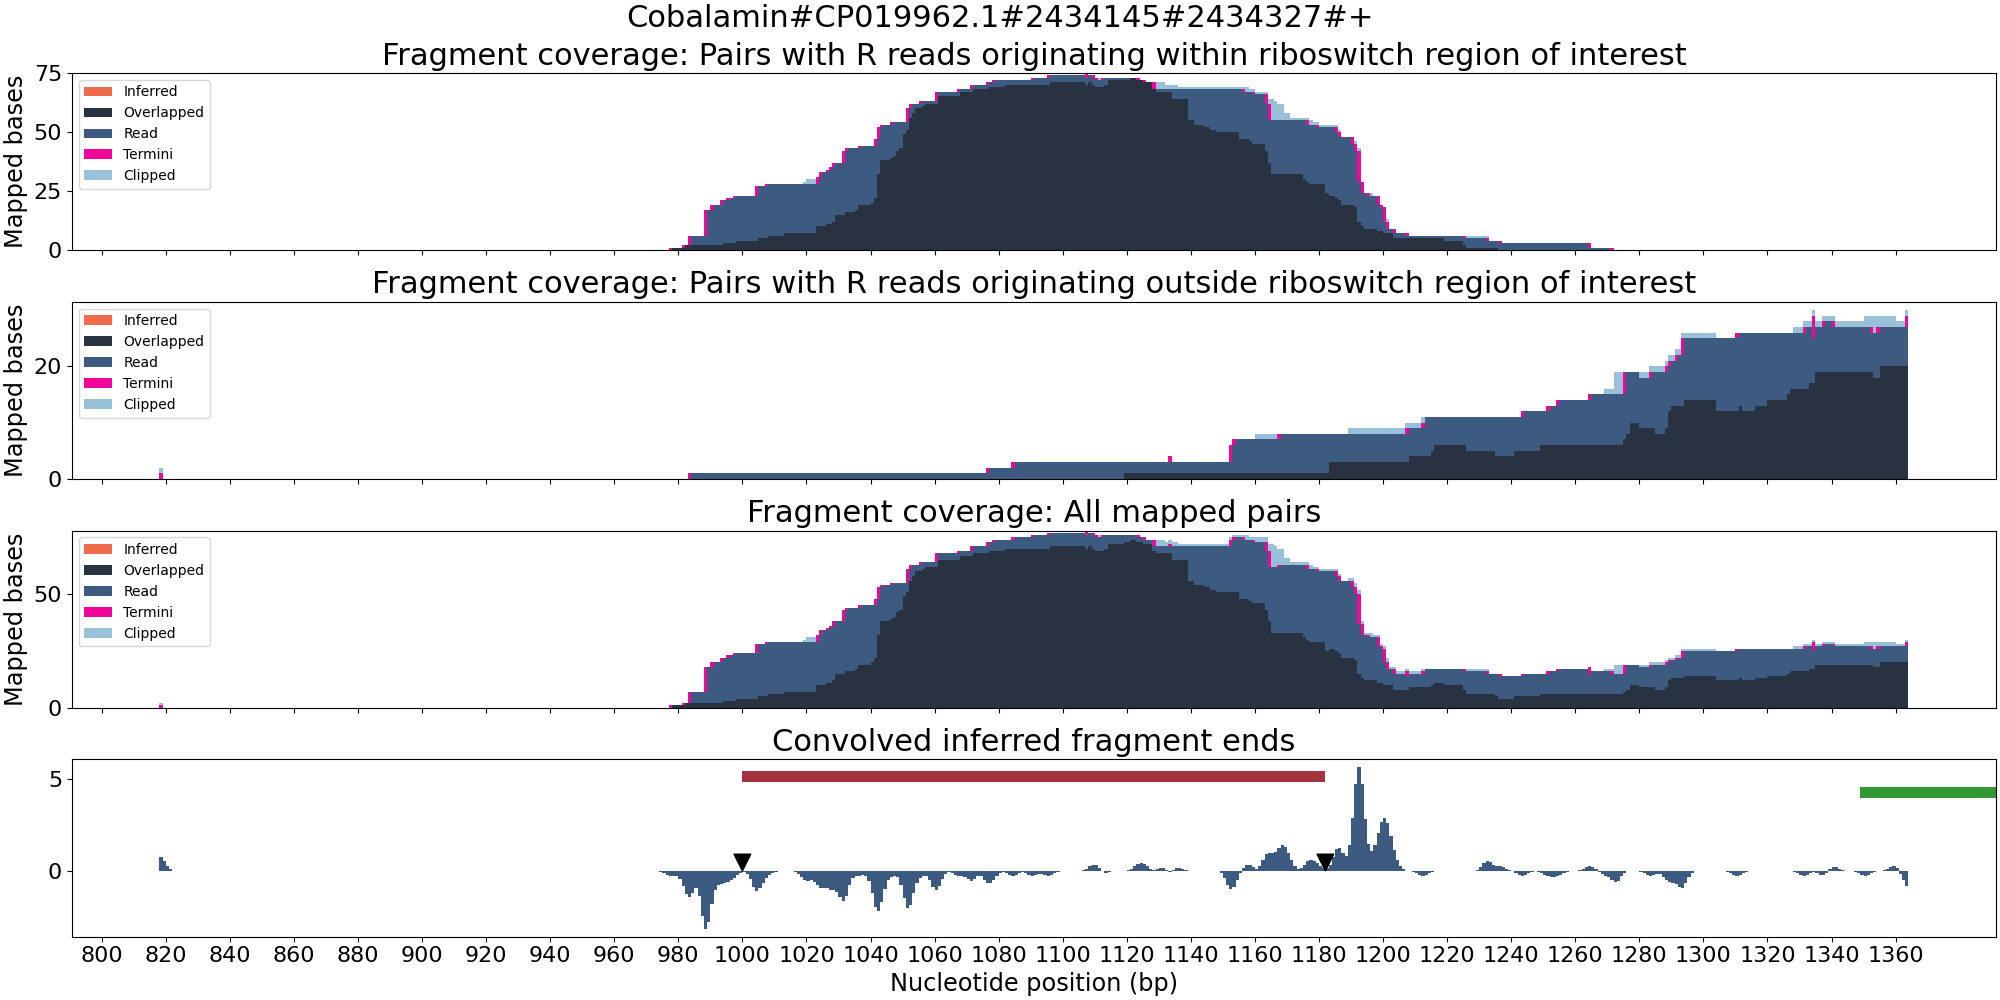 Cobalamin#CP019962.1#2434145#2434327#+
Fragment coverage: Pairs with R reads originating within riboswitch region of interest
Mapped bases
75
50
25
0
Inferred
Overlapped
Read
Termini
Clipped
Fragment coverage: Pairs with R reads originating outside riboswitch region of interest
Mapped bases
20
0
Inferred
Overlapped
Read
Termini
Clipped
Fragment coverage: All mapped pairs
Mapped bases
50
0
Inferred
Overlapped
Read
Termini
Clipped
Convolved inferred fragment ends
5
0
800 820 840 860 880 900 920 940 960 980 1000 1020 1040 1060 1080 1100 1120 1140 1160 1180 1200 1220 1240 1260 1280 1300 1320 1340 1360
Nucleotide position (bp)